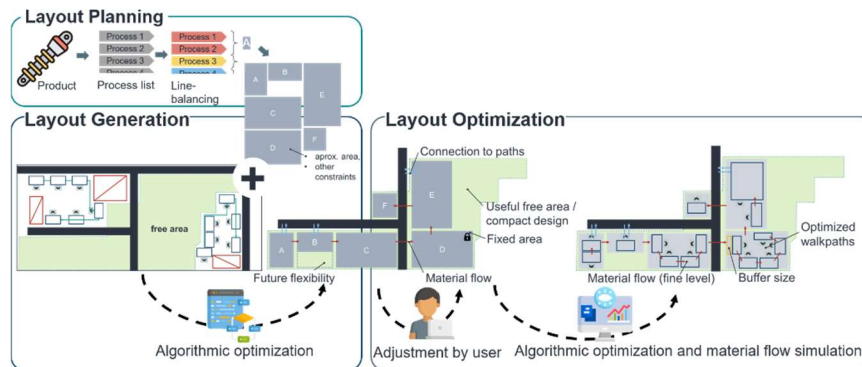 Layout Planning
Process 1
Process 2
Process 3
Process 4
Process 1
Process 2
Process 3
Process 4
A
Product
Process list
Line-
balancing
A
B
E
C
D
F
aprox. area,
other
constraints
Layout Generation
free area
+
Layout Optimization
Connection to paths
E
F
Useful free area /
compact design
Fixed area
A
B
C
D
Future flexibility
Material flow
Optimized
walkpaths
Material flow (fine level)
Buffer size
Algorithmic optimization
Adjustment by user
Algorithmic optimization and material flow simulation